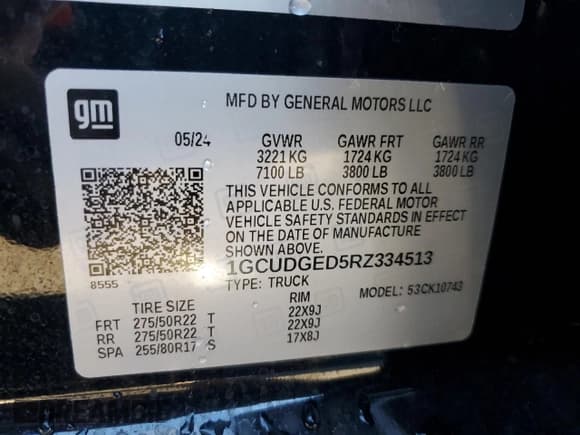 gm
MFD BY GENERAL MOTORS LLC
05/24 GVWR GAWR FRT GAWR RR
3221 KG 1724 KG 1724 KG
7100 LB 3800 LB 3800 LB
THIS VEHICLE CONFORMS TO ALL
APPLICABLE U.S. FEDERAL MOTOR
VEHICLE SAFETY STANDARDS IN EFFECT
ON THE DATE OF MANUFACTURE
SHOWN ABOVE.
8555 1GCUDGED5RZ334513
TYPE: TRUCK MODEL: 53CK10743
TIRE SIZE RIM
FRT 275/50R22 T 22X9J
RR 275/50R22 T 22X9J
SPA 255/80R17 S 17X8J